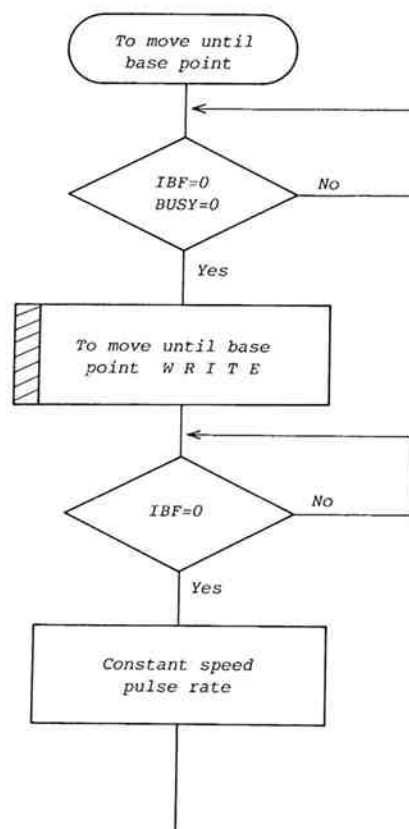 To move until
base point
IBF=0
BUSY=0
No
Yes
To move until base
point W R I T E
IBF=0
No
Yes
Constant speed
pulse rate